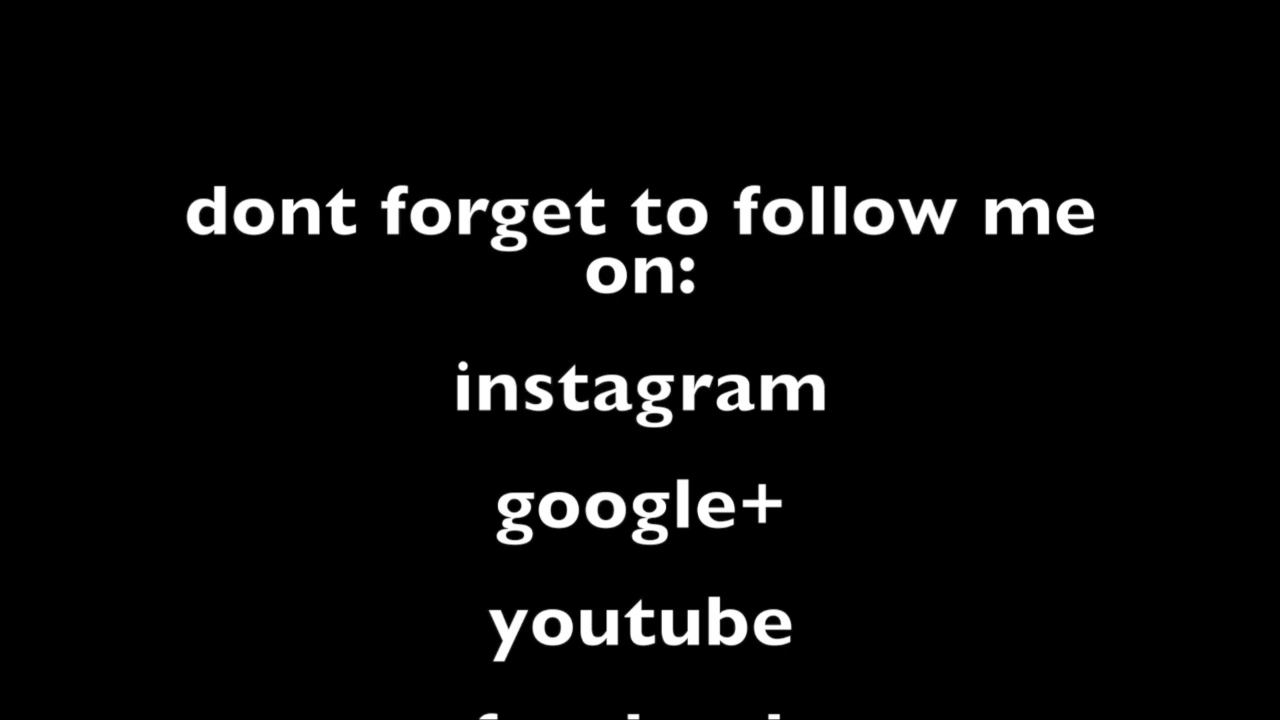 dont forget to follow me
on:
instagram
google+
youtube